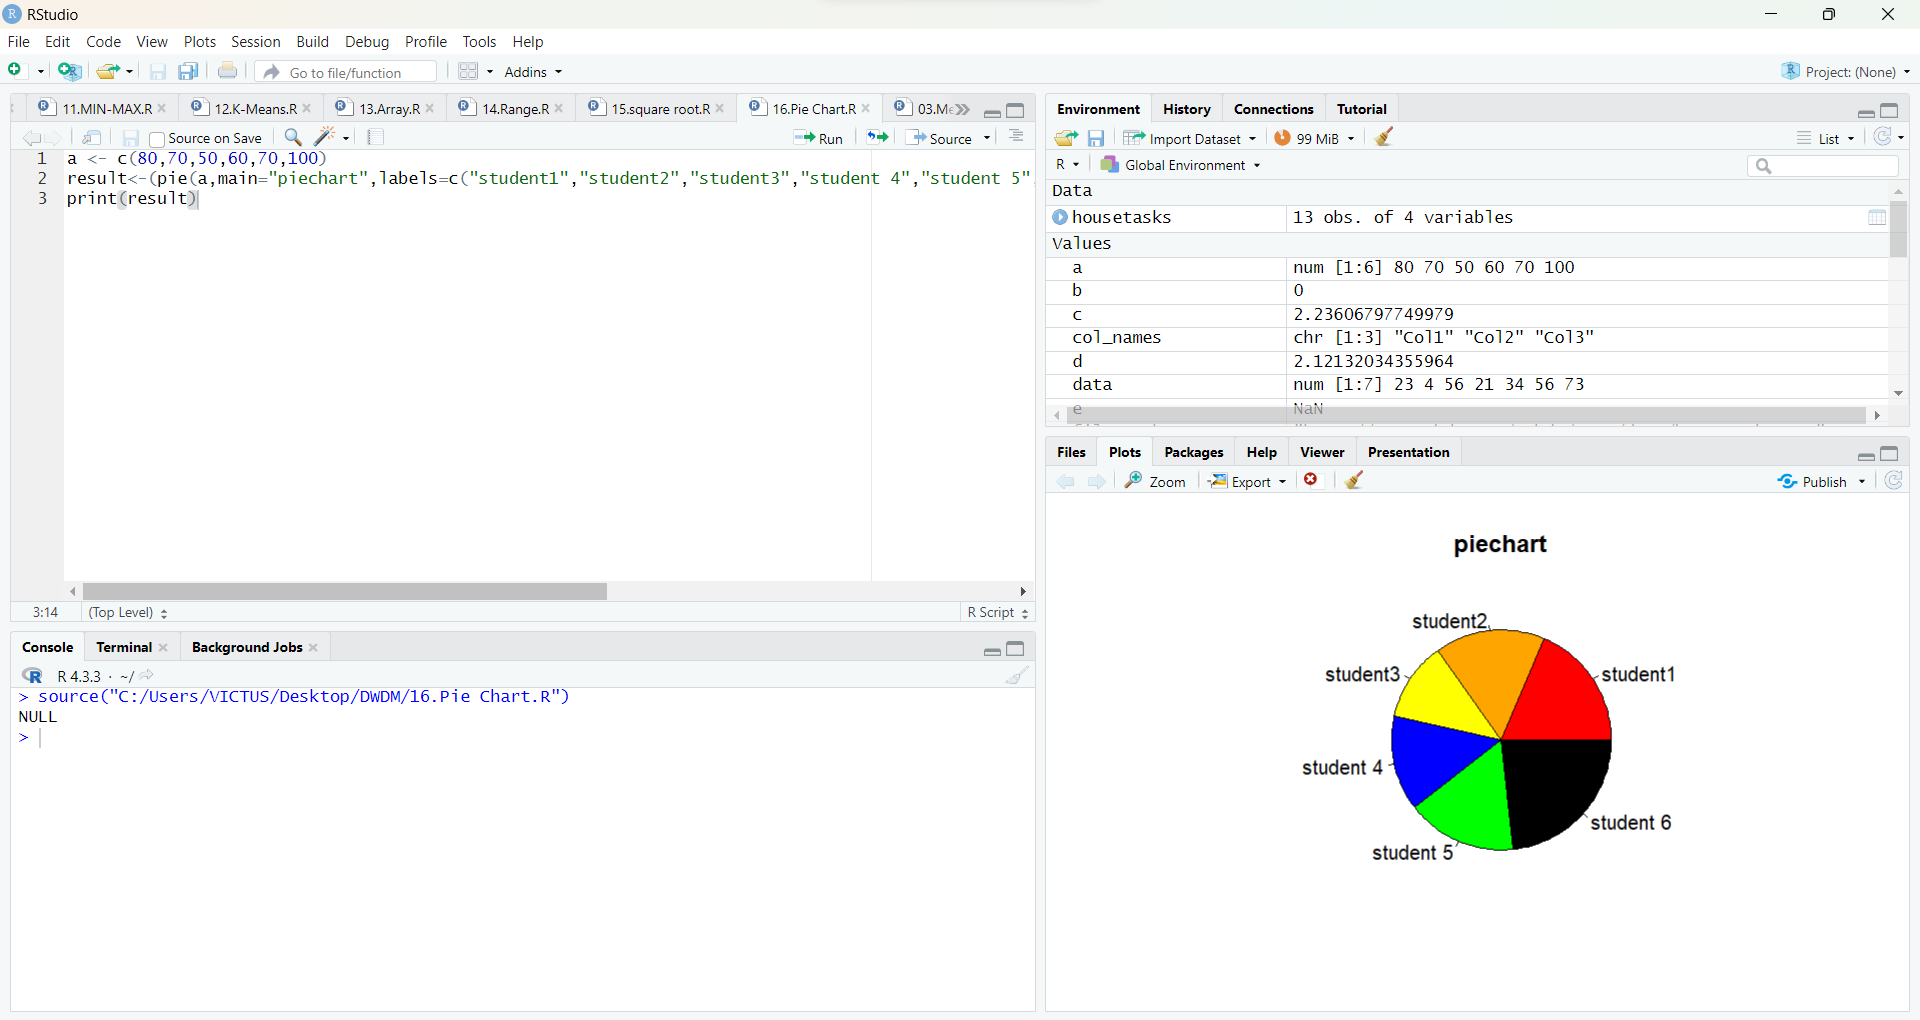 RStudio
File Edit Code View Plots Session Build Debug Profile Tools Help
Go to file/function Addins Project: (None)
11.MIN-MAX.R 12.K-Means.R 13.Array.R 14.Range.R 15.square root.R 16.Pie Chart.R 03.Me
Source on Save Run Source
1 a <- c(80,70,50,60,70,100)
2 result<-(pie(a,main="piechart",labels=c("student1","student2","student3","student 4","student 5"
3 print(result)
3:14 (Top Level) R Script
Console Terminal Background Jobs
R 4.3.3 · ~/
> source("C:/Users/VICTUS/Desktop/DWDM/16.Pie Chart.R")
NULL
>
Environment History Connections Tutorial
Import Dataset 99 MiB List
R Global Environment
Data
housetasks 13 obs. of 4 variables
Values
a num [1:6] 80 70 50 60 70 100
b 0
c 2.23606797749979
col_names chr [1:3] "Col1" "Col2" "Col3"
d 2.12132034355964
data num [1:7] 23 4 56 21 34 56 73
e NaN
Files Plots Packages Help Viewer Presentation
Zoom Export Publish
piechart
student2
student3
student1
student 4
student 6
student 5